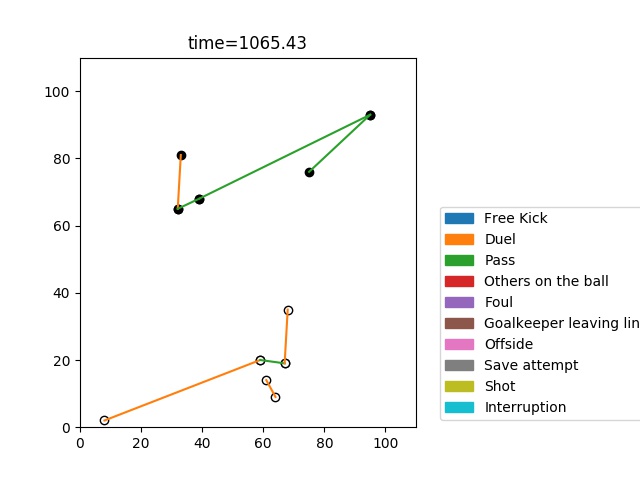 time=1065.43
100
80
60
40
20
0
0 20 40 60 80 100
Free Kick
Duel
Pass
Others on the ball
Foul
Goalkeeper leaving lin
Offside
Save attempt
Shot
Interruption